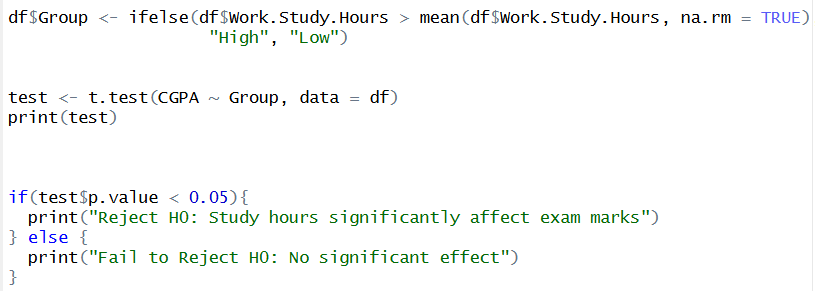 df$Group <- ifelse(df$Work.Study.Hours > mean(df$Work.Study.Hours, na.rm = TRUE)
"High", "Low")
test <- t.test(CGPA ~ Group, data = df)
print(test)
if(test$p.value < 0.05){
print("Reject H0: Study hours significantly affect exam marks")
} else {
print("Fail to Reject H0: No significant effect")
}